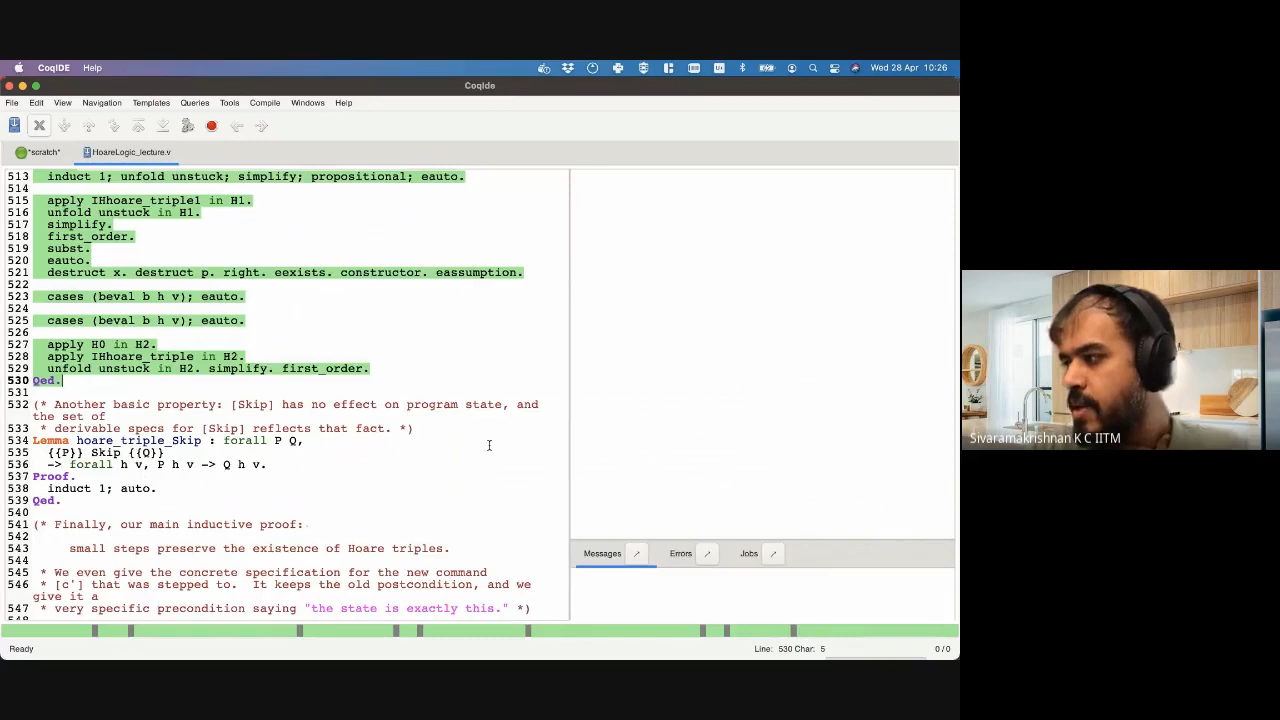 CoqIDE Help Wed 28 Apr 10:26
CoqIde
File Edit View Navigation Templates Queries Tools Compile Windows Help
*scratch* HoareLogic_lecture.v
513 induct 1; unfold unstuck; simplify; propositional; eauto.
514
515 apply IHhoare_triple1 in H1.
516 unfold unstuck in H1.
517 simplify.
518 first_order.
519 subst.
520 eauto.
521 destruct x. destruct p. right. eexists. constructor. eassumption.
522
523 cases (beval b h v); eauto.
524
525 cases (beval b h v); eauto.
526
527 apply H0 in H2.
528 apply IHhoare_triple in H2.
529 unfold unstuck in H2. simplify. first_order.
530 Qed.
531
532 (* Another basic property: [Skip] has no effect on program state, and
the set of
533 * derivable specs for [Skip] reflects that fact. *)
534 Lemma hoare_triple_Skip : forall P Q,
535 {{P}} Skip {{Q}}
536 -> forall h v, P h v -> Q h v.
537 Proof.
538 induct 1; auto.
539 Qed.
540
541 (* Finally, our main inductive proof:
542
543 small steps preserve the existence of Hoare triples.
544
545 * We even give the concrete specification for the new command
546 * [c'] that was stepped to. It keeps the old postcondition, and we
give it a
547 * very specific precondition saying "the state is exactly this." *)
Messages Errors Jobs
Ready Line: 530 Char: 5 0 / 0
Sivaramakrishnan K C IITM